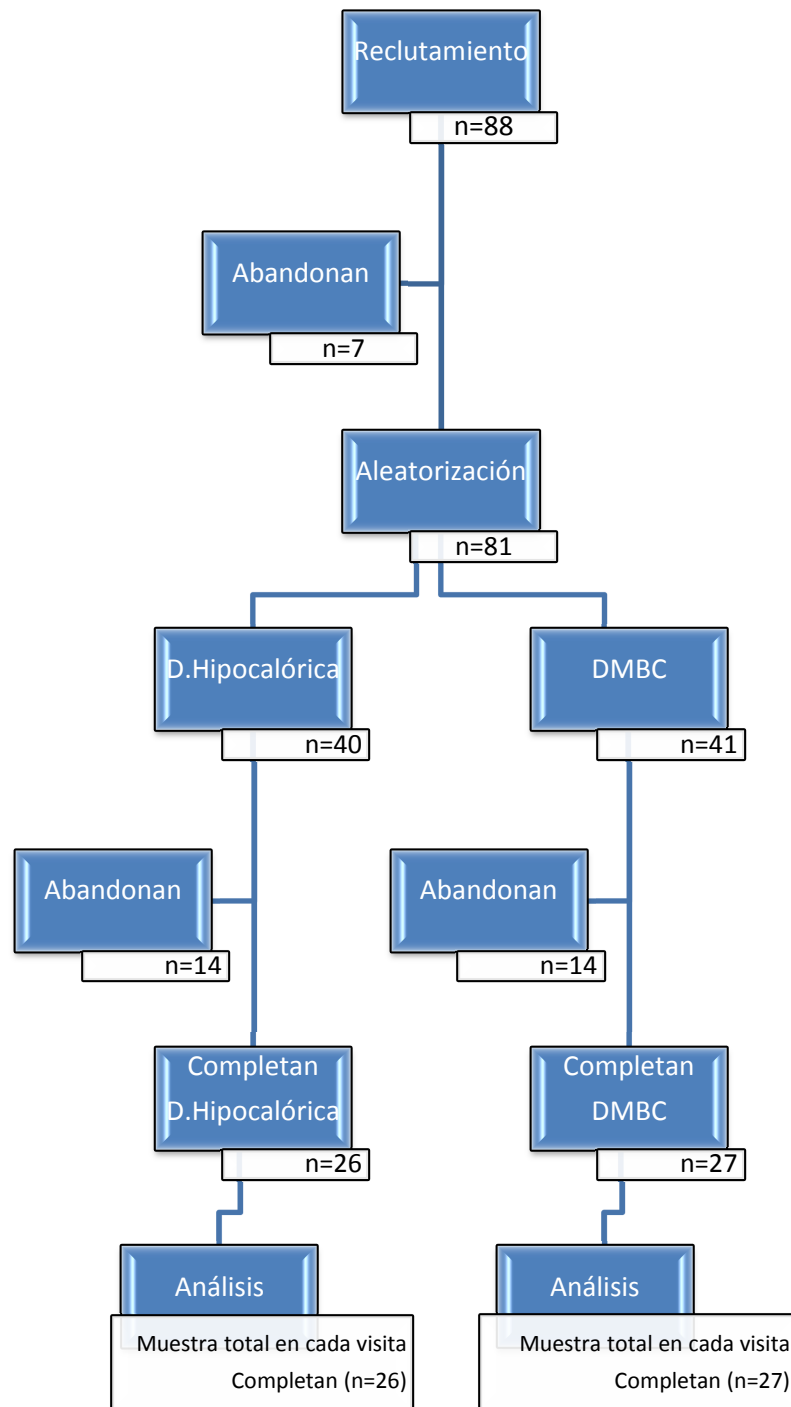 Reclutamiento
n=88
Abandonan
n=7
Aleatorización
n=81
D.Hipocalórica
n=40
DMBC
n=41
Abandonan
n=14
Abandonan
n=14
Completan
D.Hipocalórica
n=26
Completan
DMBC
n=27
Análisis
Muestra total en cada visita
Completan (n=26)
Análisis
Muestra total en cada visita
Completan (n=27)